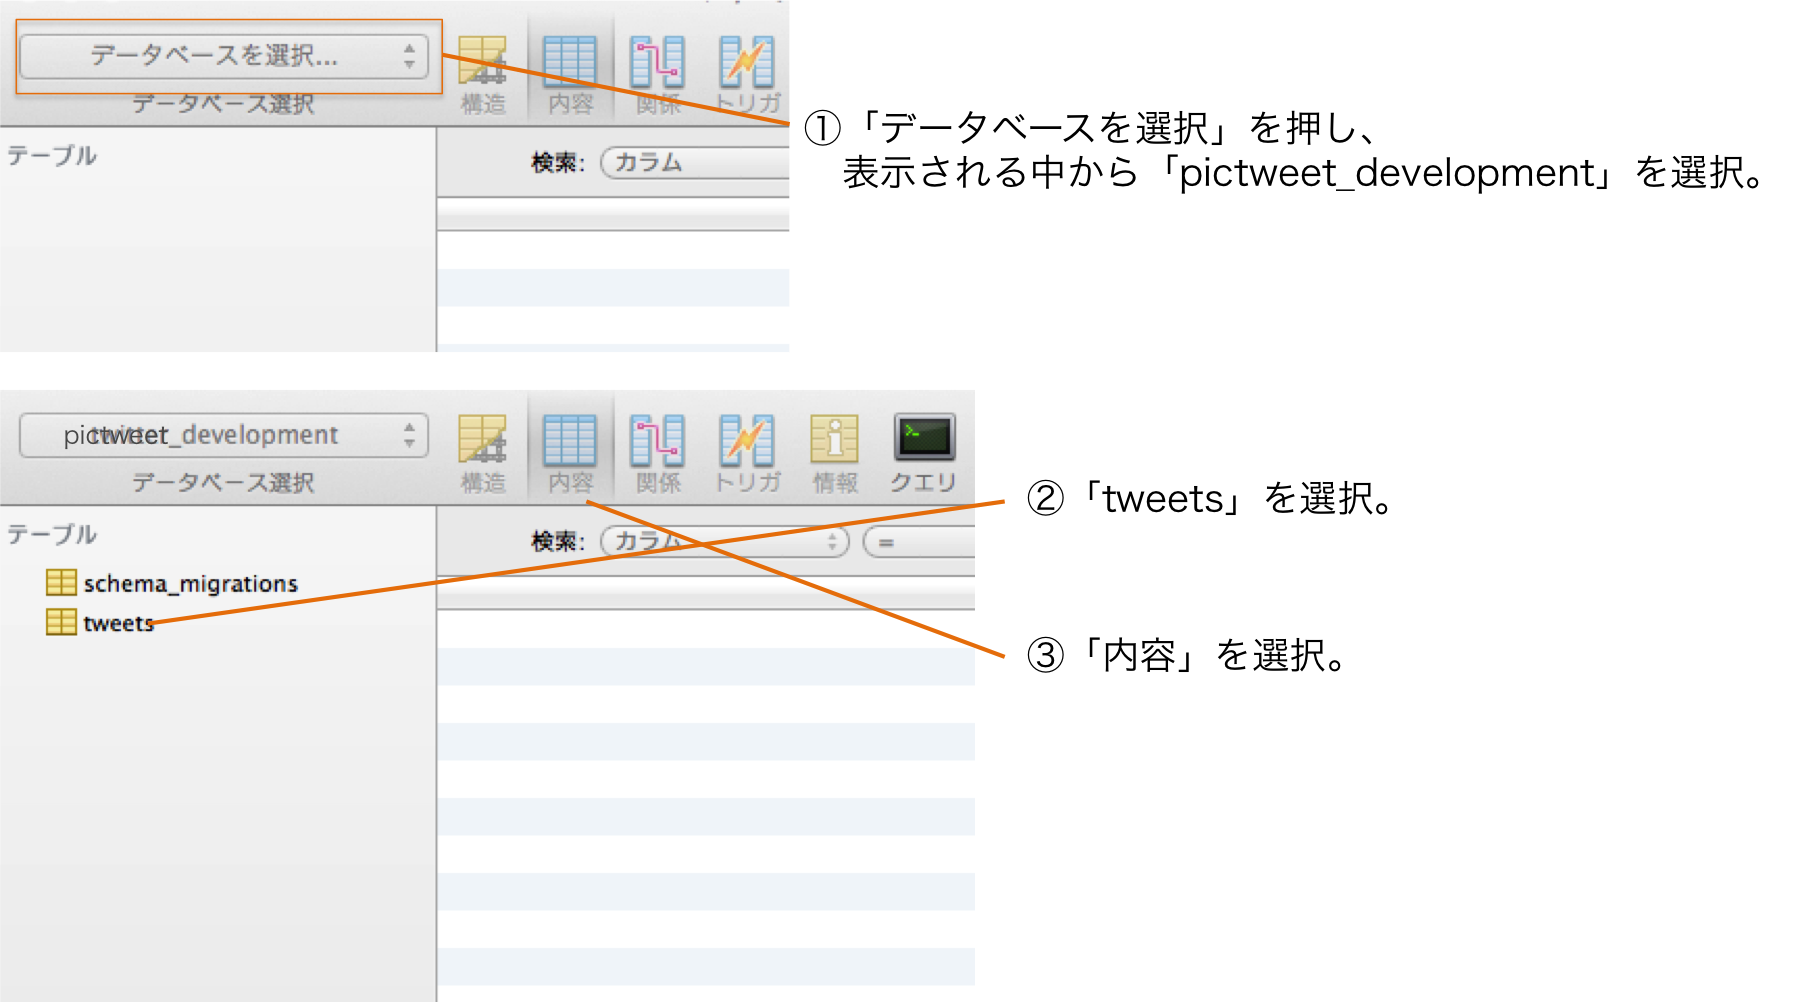 データベースを選択...
データベース選択
構造
内容
関係
トリガ
テーブル
検索:
カラム
①「データベースを選択」を押し、
表示される中から「pictweet_development」を選択。
pictweet_development
データベース選択
構造
内容
関係
トリガ
情報
クエリ
テーブル
検索:
カラム
=
schema_migrations
tweets
②「tweets」を選択。
③「内容」を選択。